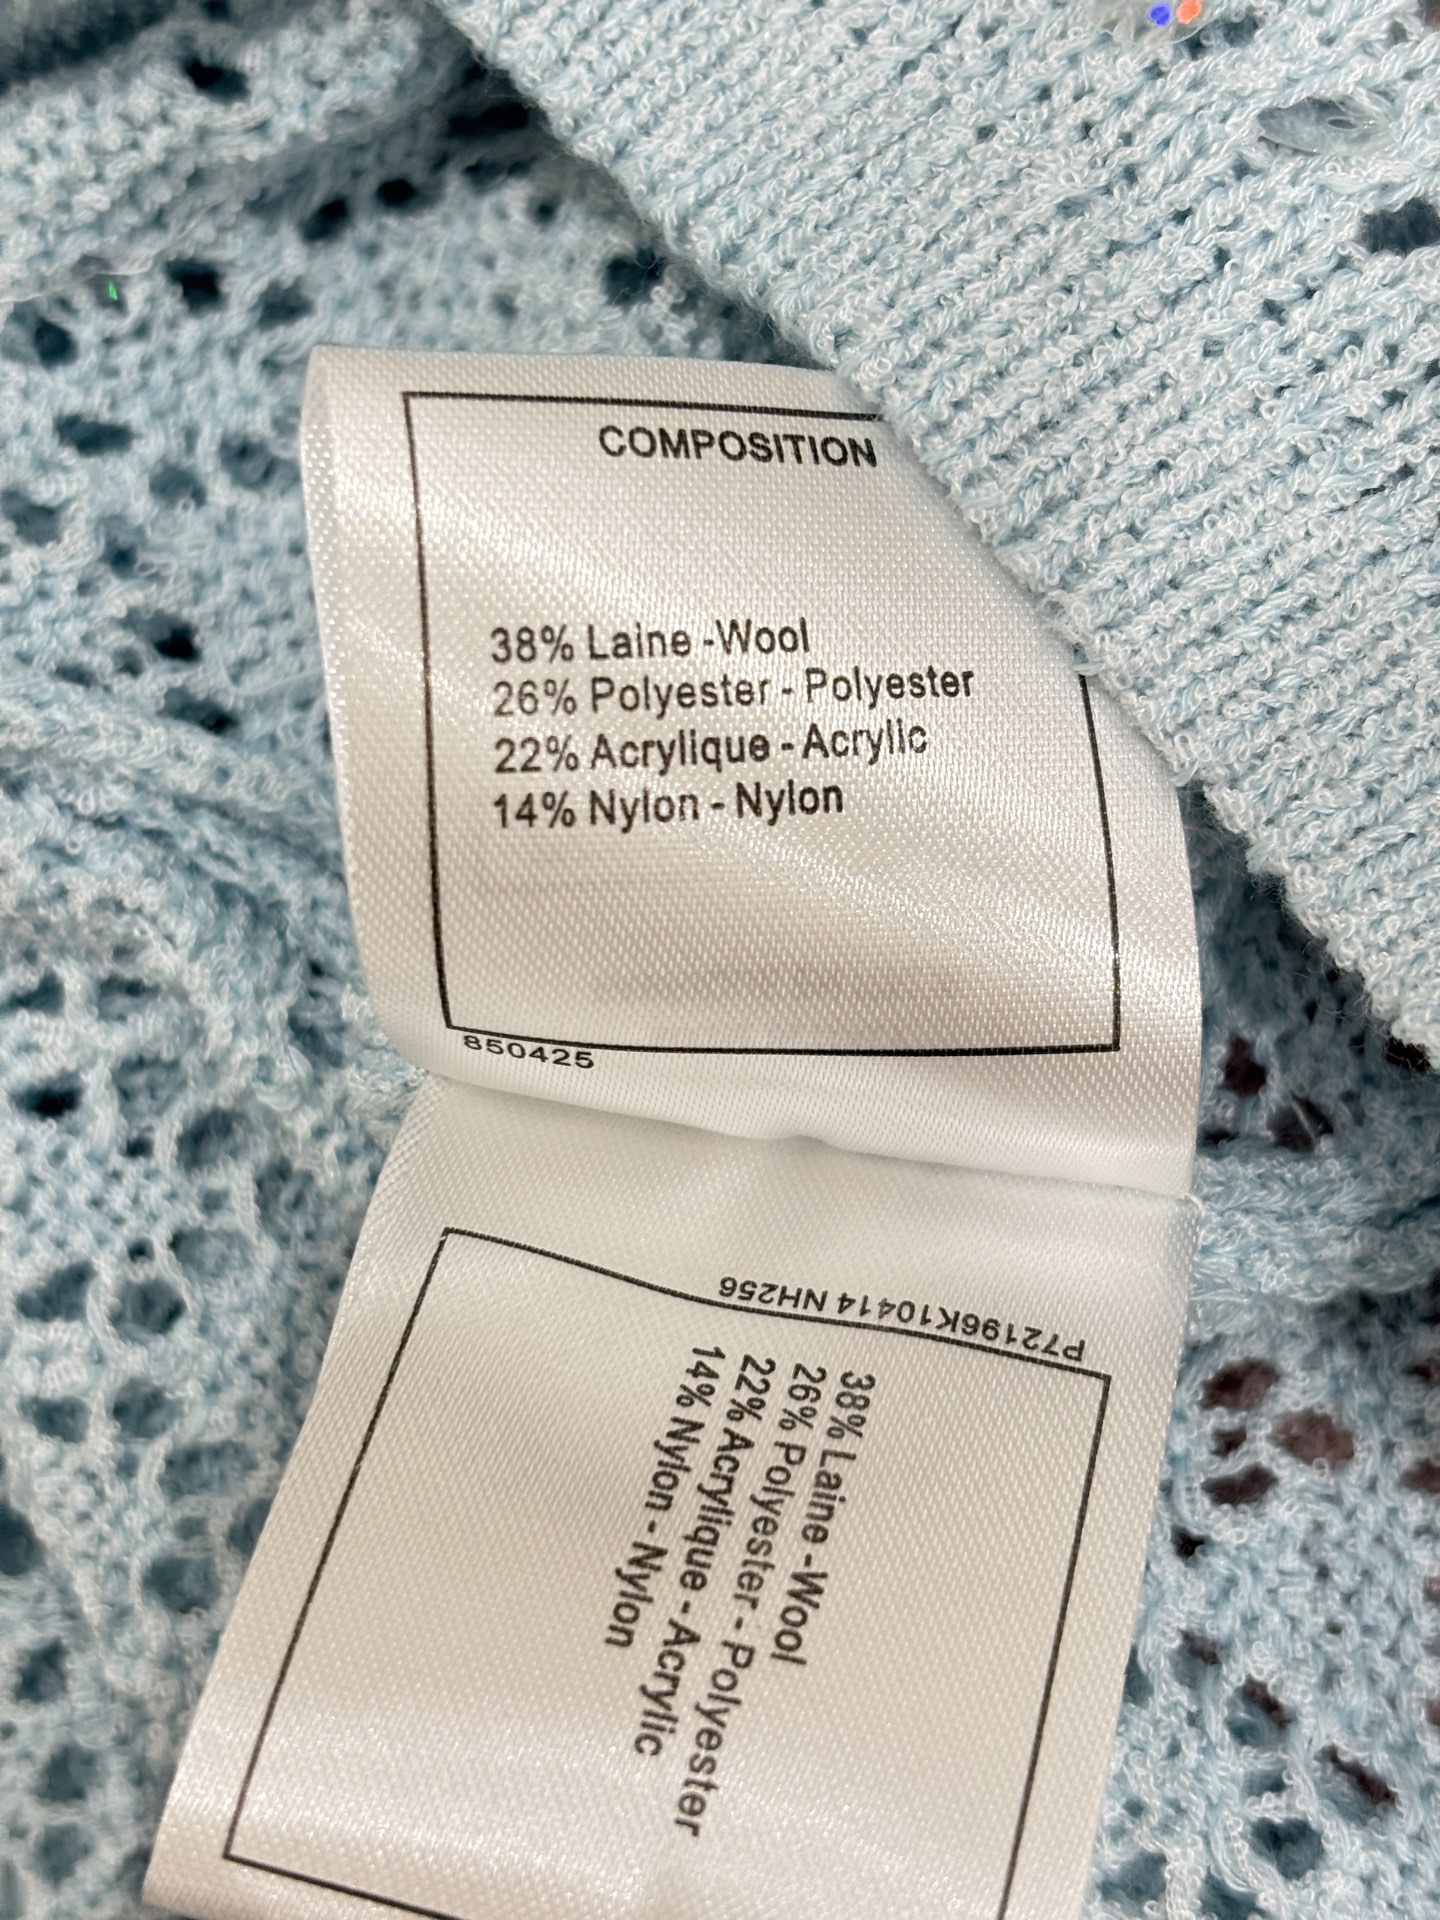 COMPOSITION
38% Laine -Wool
26% Polyester - Polyester
22% Acrylique - Acrylic
14% Nylon - Nylon
850425
P72196K10414 NH256
38% Laine -Wool
26% Polyester - Polyester
22% Acrylique - Acrylic
14% Nylon - Nylon